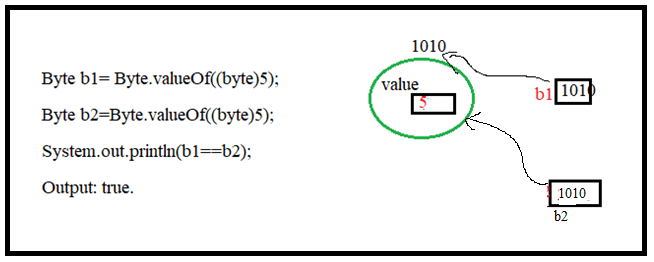 Byte b1= Byte.valueOf((byte)5);
Byte b2=Byte.valueOf((byte)5);
System.out.println(b1==b2);
Output: true.
1010
value
5
b1 1010
1010
b2